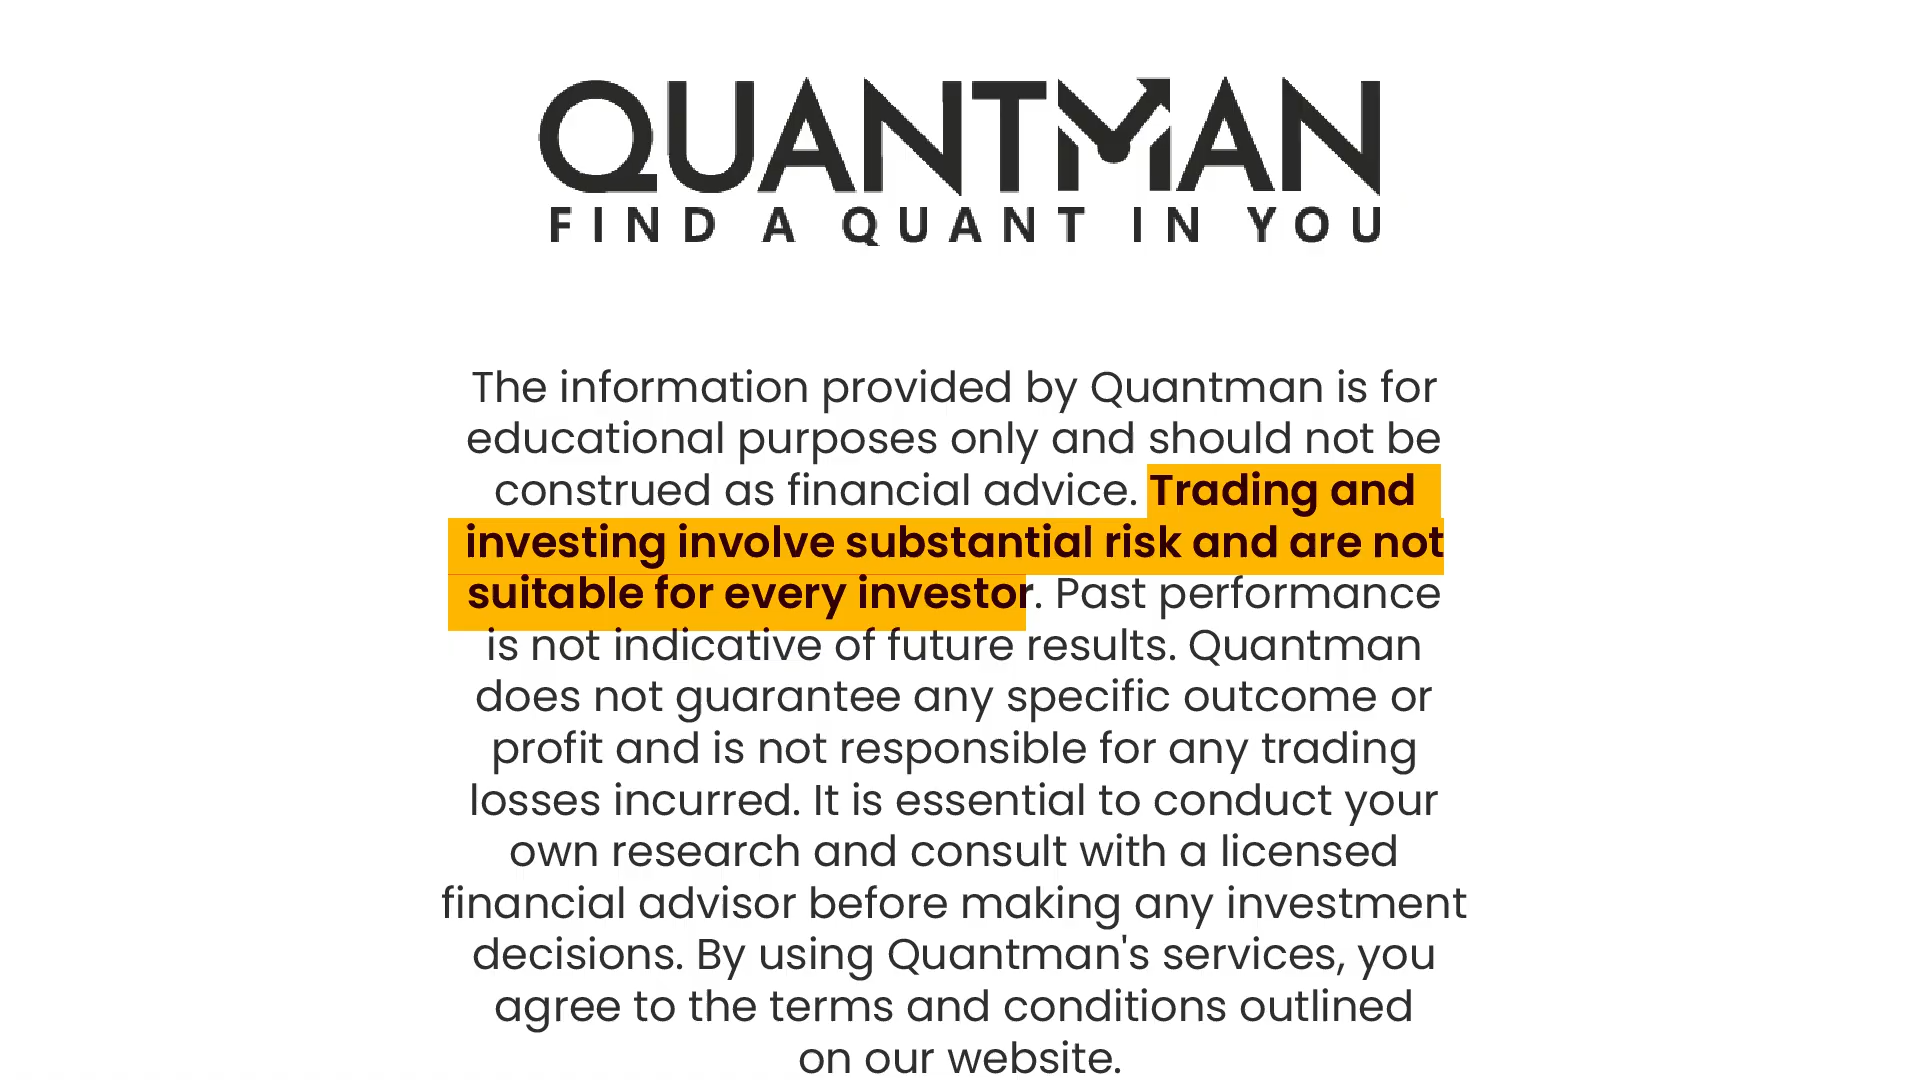 QUANTMAN
FIND A QUANT IN YOU
The information provided by Quantman is for
educational purposes only and should not be
construed as financial advice. Trading and
investing involve substantial risk and are not
suitable for every investor. Past performance
is not indicative of future results. Quantman
does not guarantee any specific outcome or
profit and is not responsible for any trading
losses incurred. It is essential to conduct your
own research and consult with a licensed
financial advisor before making any investment
decisions. By using Quantman's services, you
agree to the terms and conditions outlined
on our website.